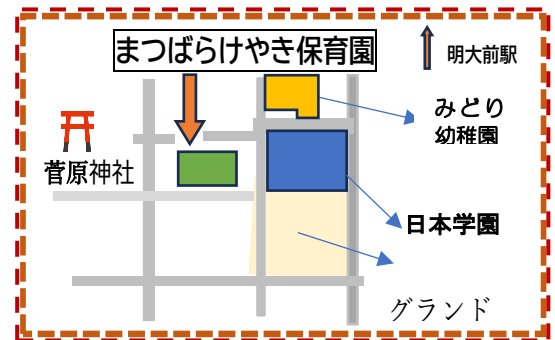 まつばらけやき保育園
明大前駅
みどり
幼稚園
菅原神社
日本学園
グランド